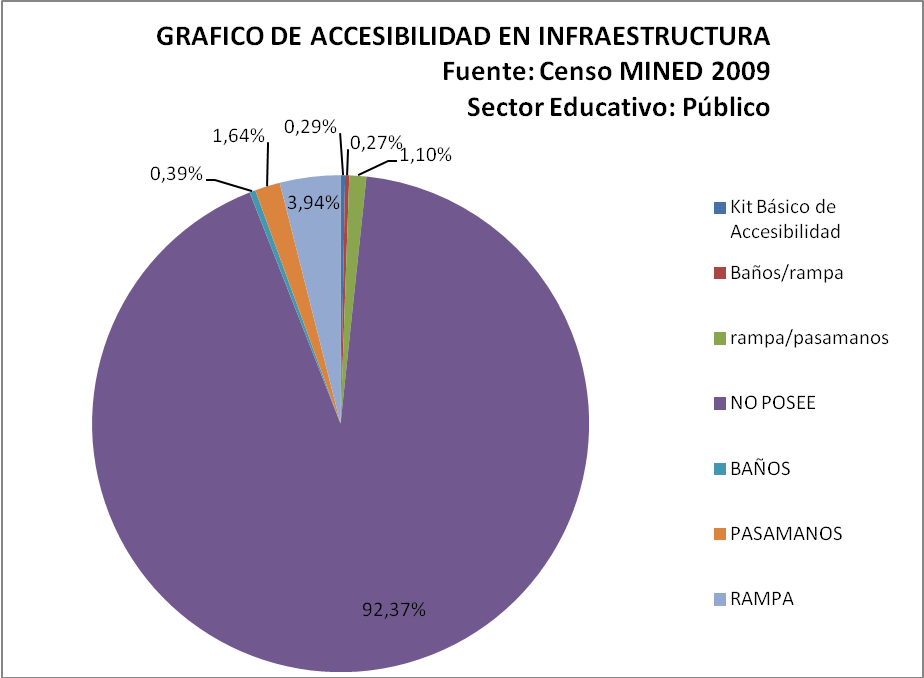 GRAFICO DE ACCESIBILIDAD EN INFRAESTRUCTURA
Fuente: Censo MINED 2009
Sector Educativo: Público
0,39%
1,64%
3,94%
0,29%
0,27%
1,10%
92,37%
Kit Básico de
Accesibilidad
Baños/rampa
rampa/pasamanos
NO POSEE
BAÑOS
PASAMANOS
RAMPA